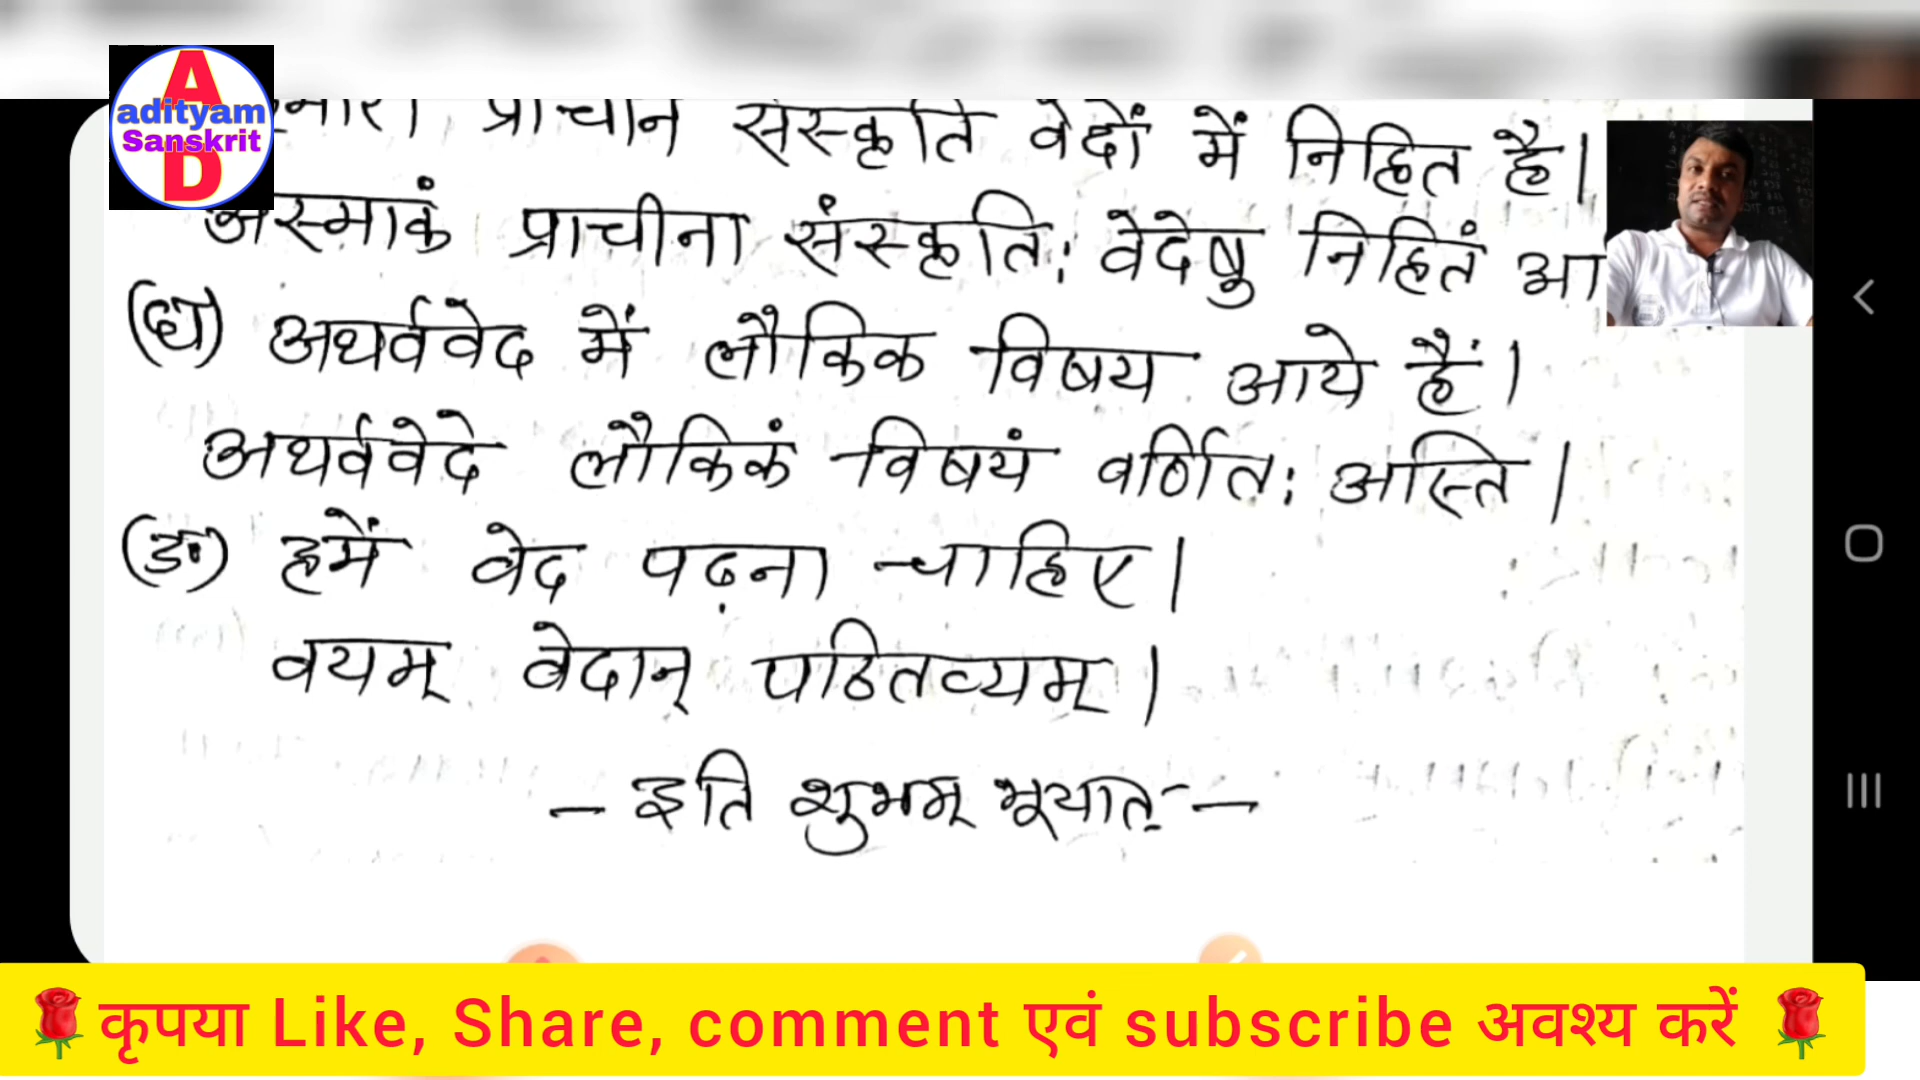 A
adityam
Sanskrit
D
प्राचीन संस्कृति वेदों में निहित है।
अस्माकं प्राचीना संस्कृतिः वेदेषु निहितं
(घ) अथर्ववेद में लौकिक विषय आये हैं।
अथर्ववेदे लौकिकं विषयं वर्णितः अस्ति।
(ङ) हमें वेद पढ़ना चाहिए।
वयम् वेदान् पठितव्यम्।
- इति शुभम् भूयात् -
कृपया Like, Share, comment एवं subscribe अवश्य करें